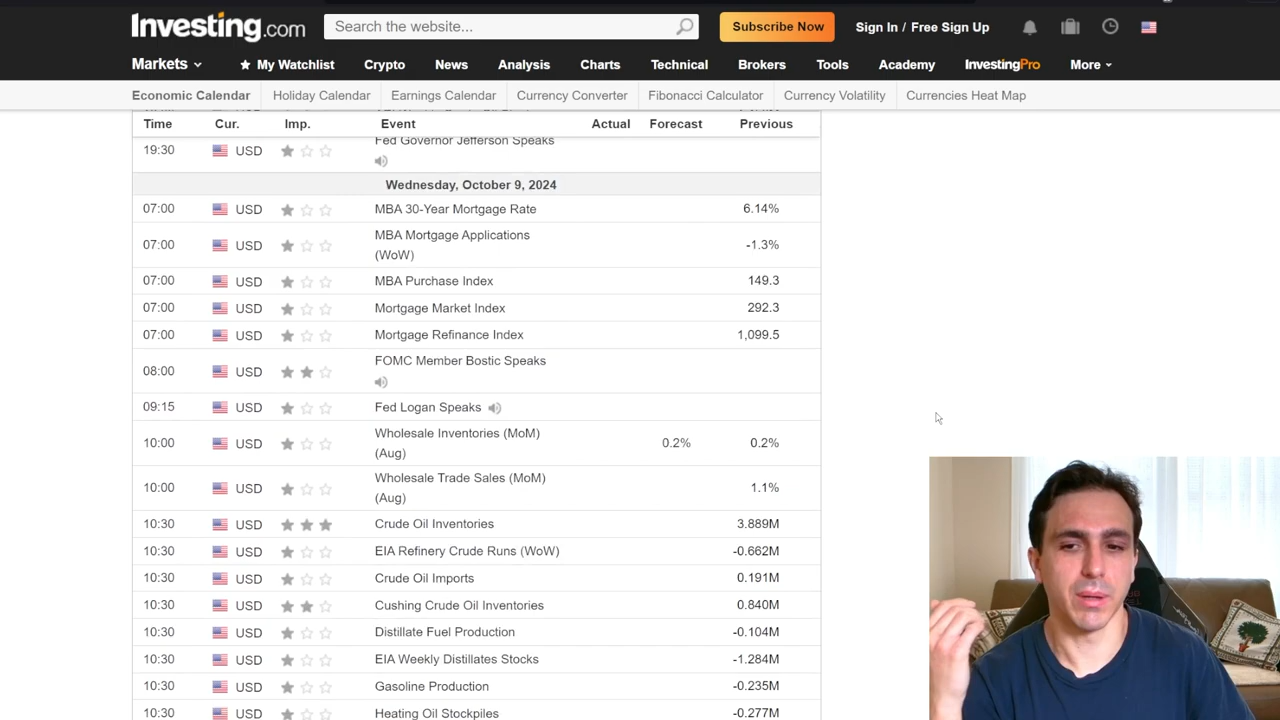 Investing.com
Search the website...
Subscribe Now
Sign In / Free Sign Up
Markets
My Watchlist
Crypto
News
Analysis
Charts
Technical
Brokers
Tools
Academy
InvestingPro
More
Economic Calendar
Holiday Calendar
Earnings Calendar
Currency Converter
Fibonacci Calculator
Currency Volatility
Currencies Heat Map
Time Cur. Imp. Event Actual Forecast Previous
19:30 USD Fed Governor Jefferson Speaks
Wednesday, October 9, 2024
07:00 USD MBA 30-Year Mortgage Rate 6.14%
07:00 USD MBA Mortgage Applications
(WoW) -1.3%
07:00 USD MBA Purchase Index 149.3
07:00 USD Mortgage Market Index 292.3
07:00 USD Mortgage Refinance Index 1,099.5
08:00 USD FOMC Member Bostic Speaks
09:15 USD Fed Logan Speaks
10:00 USD Wholesale Inventories (MoM)
(Aug) 0.2% 0.2%
10:00 USD Wholesale Trade Sales (MoM)
(Aug) 1.1%
10:30 USD Crude Oil Inventories 3.889M
10:30 USD EIA Refinery Crude Runs (WoW) -0.662M
10:30 USD Crude Oil Imports 0.191M
10:30 USD Cushing Crude Oil Inventories 0.840M
10:30 USD Distillate Fuel Production -0.104M
10:30 USD EIA Weekly Distillates Stocks -1.284M
10:30 USD Gasoline Production -0.235M
10:30 USD Heating Oil Stockpiles -0.277M